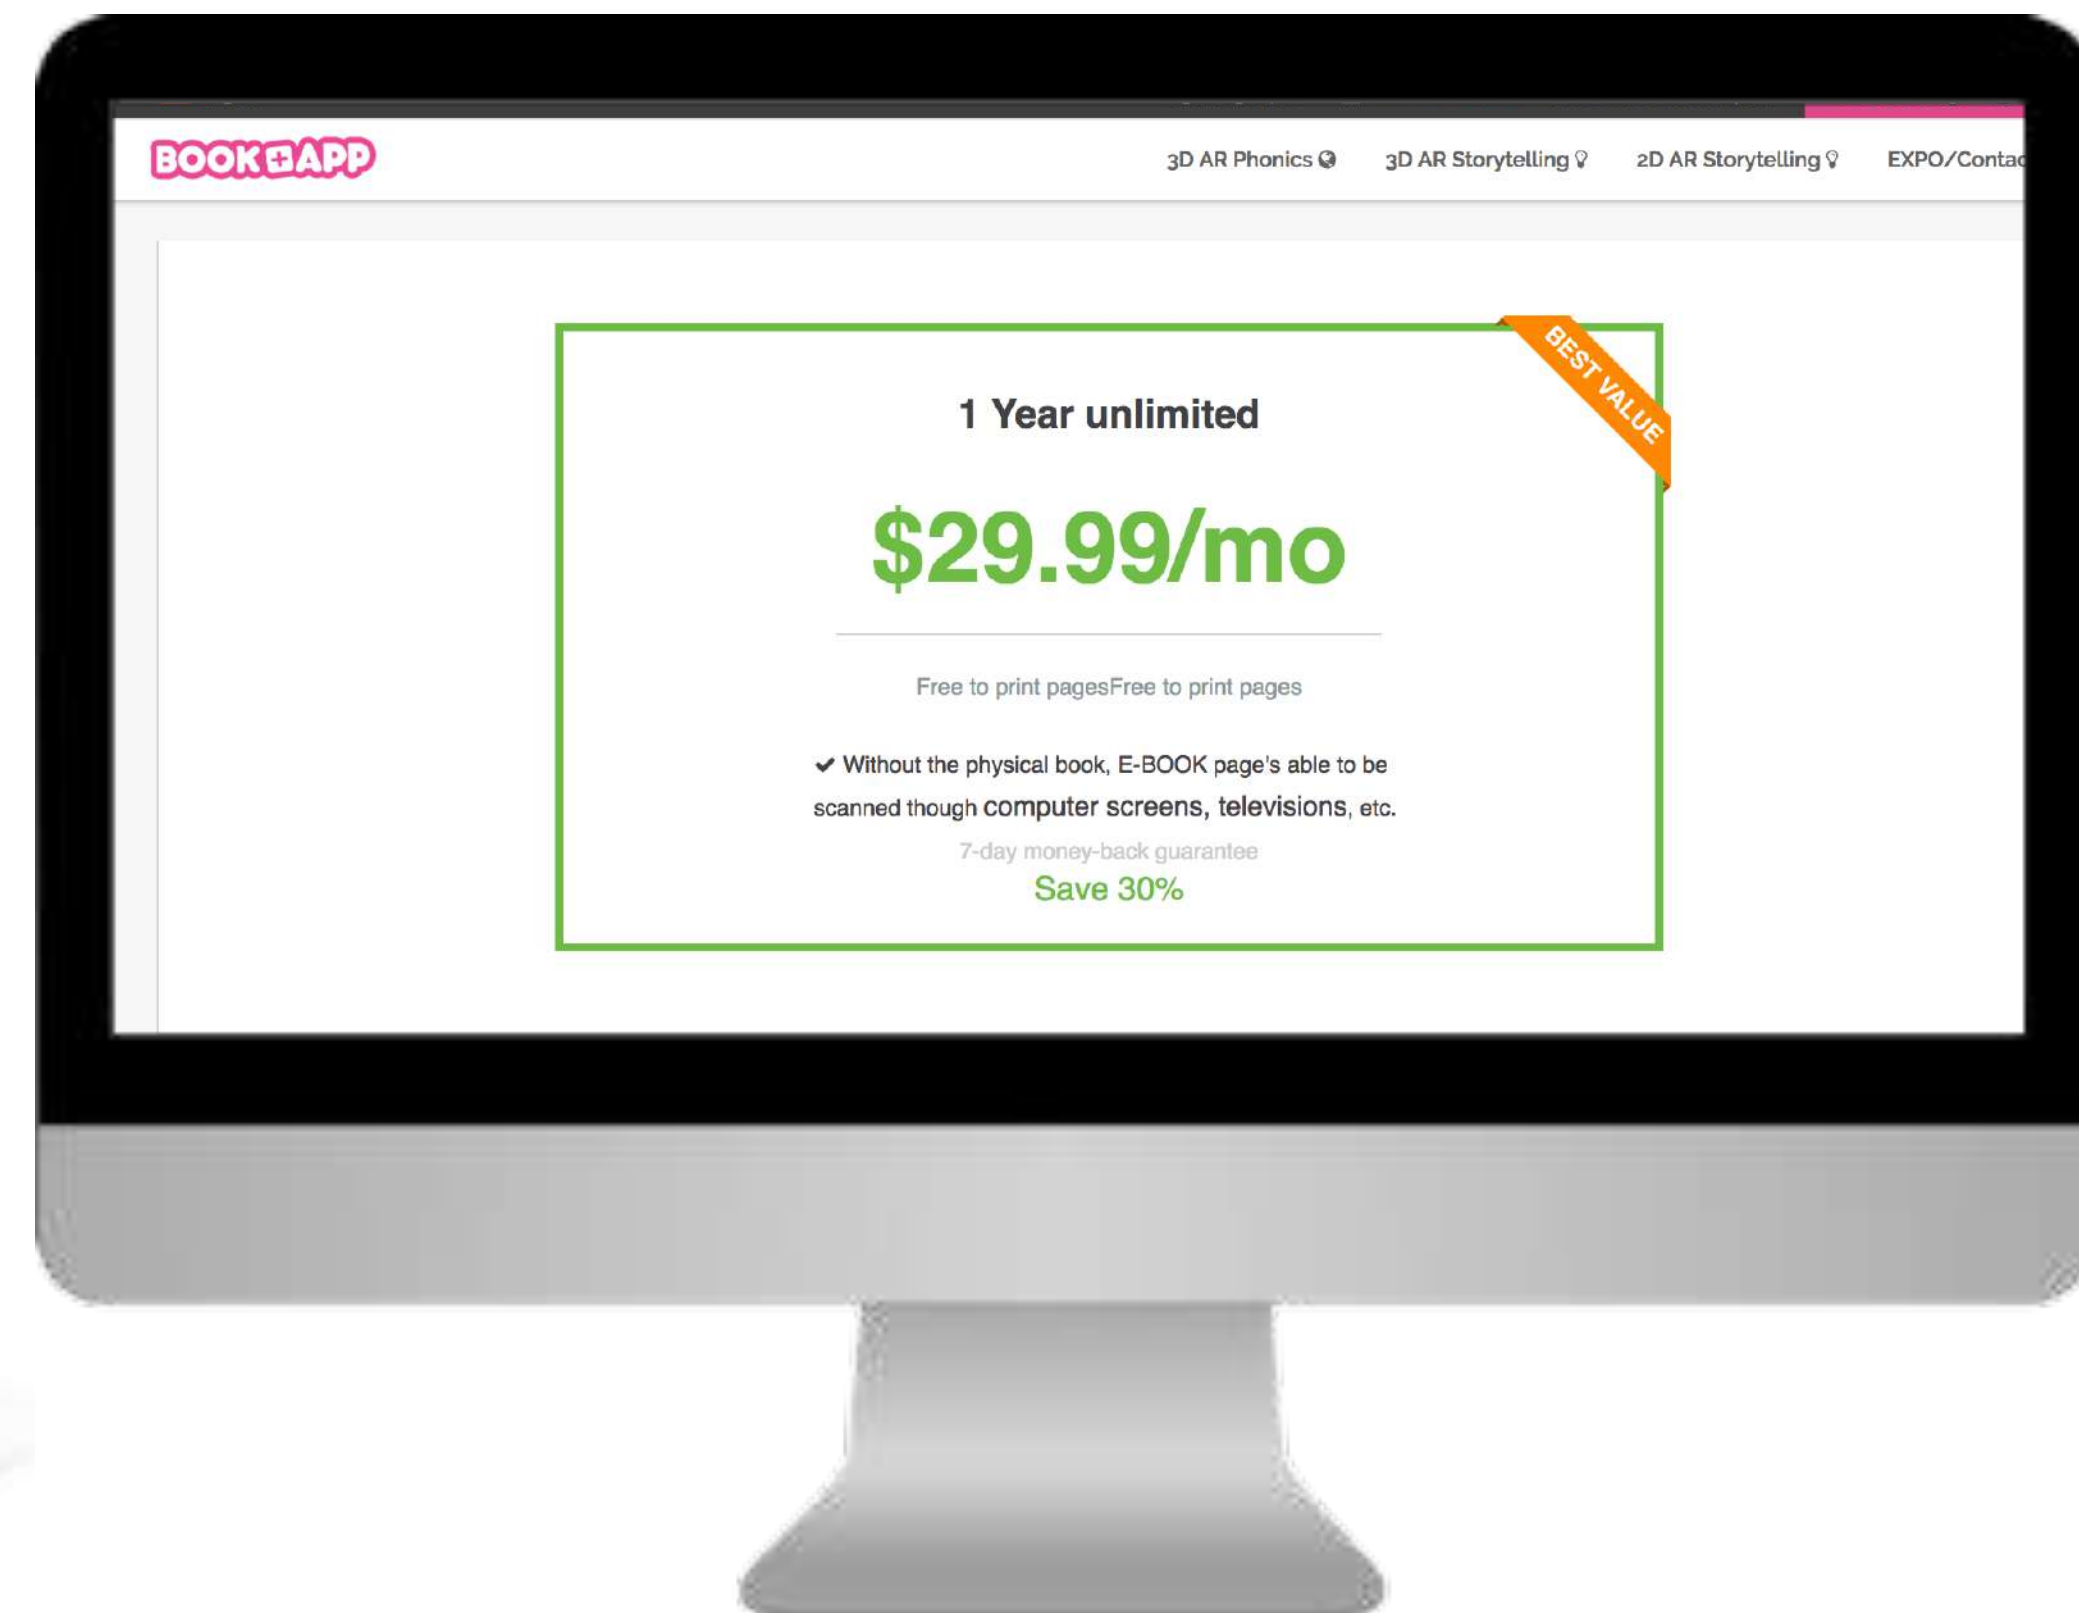 BOOK+APP
3D AR Phonics
3D AR Storytelling
2D AR Storytelling
EXPO/Contac
BEST VALUE
1 Year unlimited
$29.99/mo
Free to print pagesFree to print pages
✔ Without the physical book, E-BOOK page's able to be
scanned though computer screens, televisions, etc.
7-day money-back guarantee
Save 30%